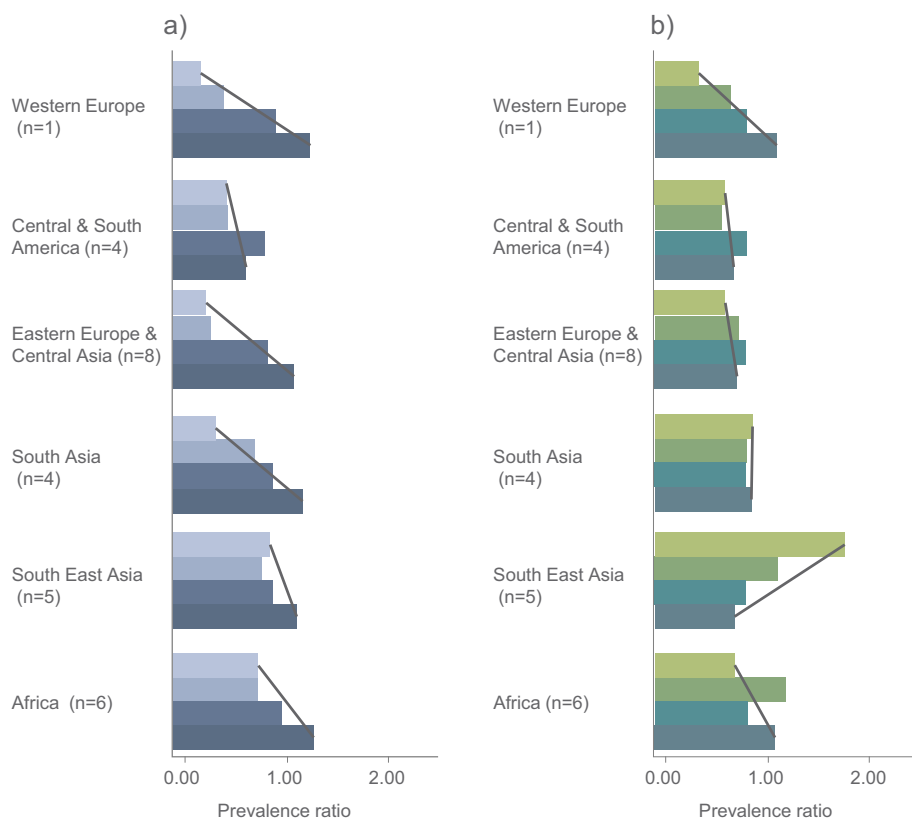 a)
Western Europe
(n=1)
Central & South
America (n=4)
Eastern Europe &
Central Asia (n=8)
South Asia
(n=4)
South East Asia
(n=5)
Africa (n=6)
0.00 1.00 2.00
Prevalence ratio
b)
Western Europe
(n=1)
Central & South
America (n=4)
Eastern Europe &
Central Asia (n=8)
South Asia
(n=4)
South East Asia
(n=5)
Africa (n=6)
0.00 1.00 2.00
Prevalence ratio